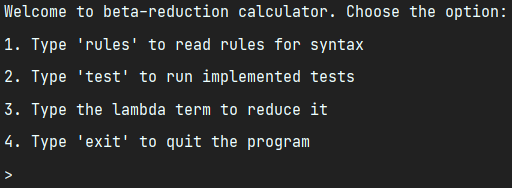 Welcome to beta-reduction calculator. Choose the option:
1. Type 'rules' to read rules for syntax
2. Type 'test' to run implemented tests
3. Type the lambda term to reduce it
4. Type 'exit' to quit the program
>